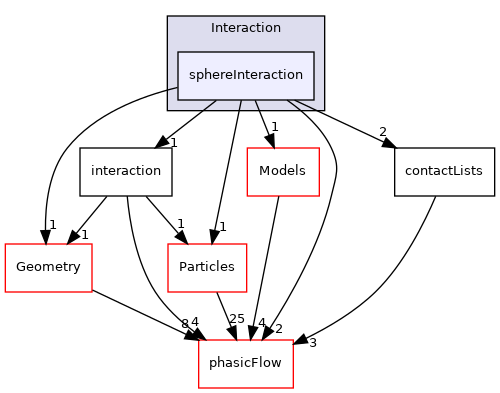 Interaction
sphereInteraction
2
1
1
interaction
Models
contactLists
1
1
1
1
Geometry
Particles
8
4
25
4
2
3
phasicFlow